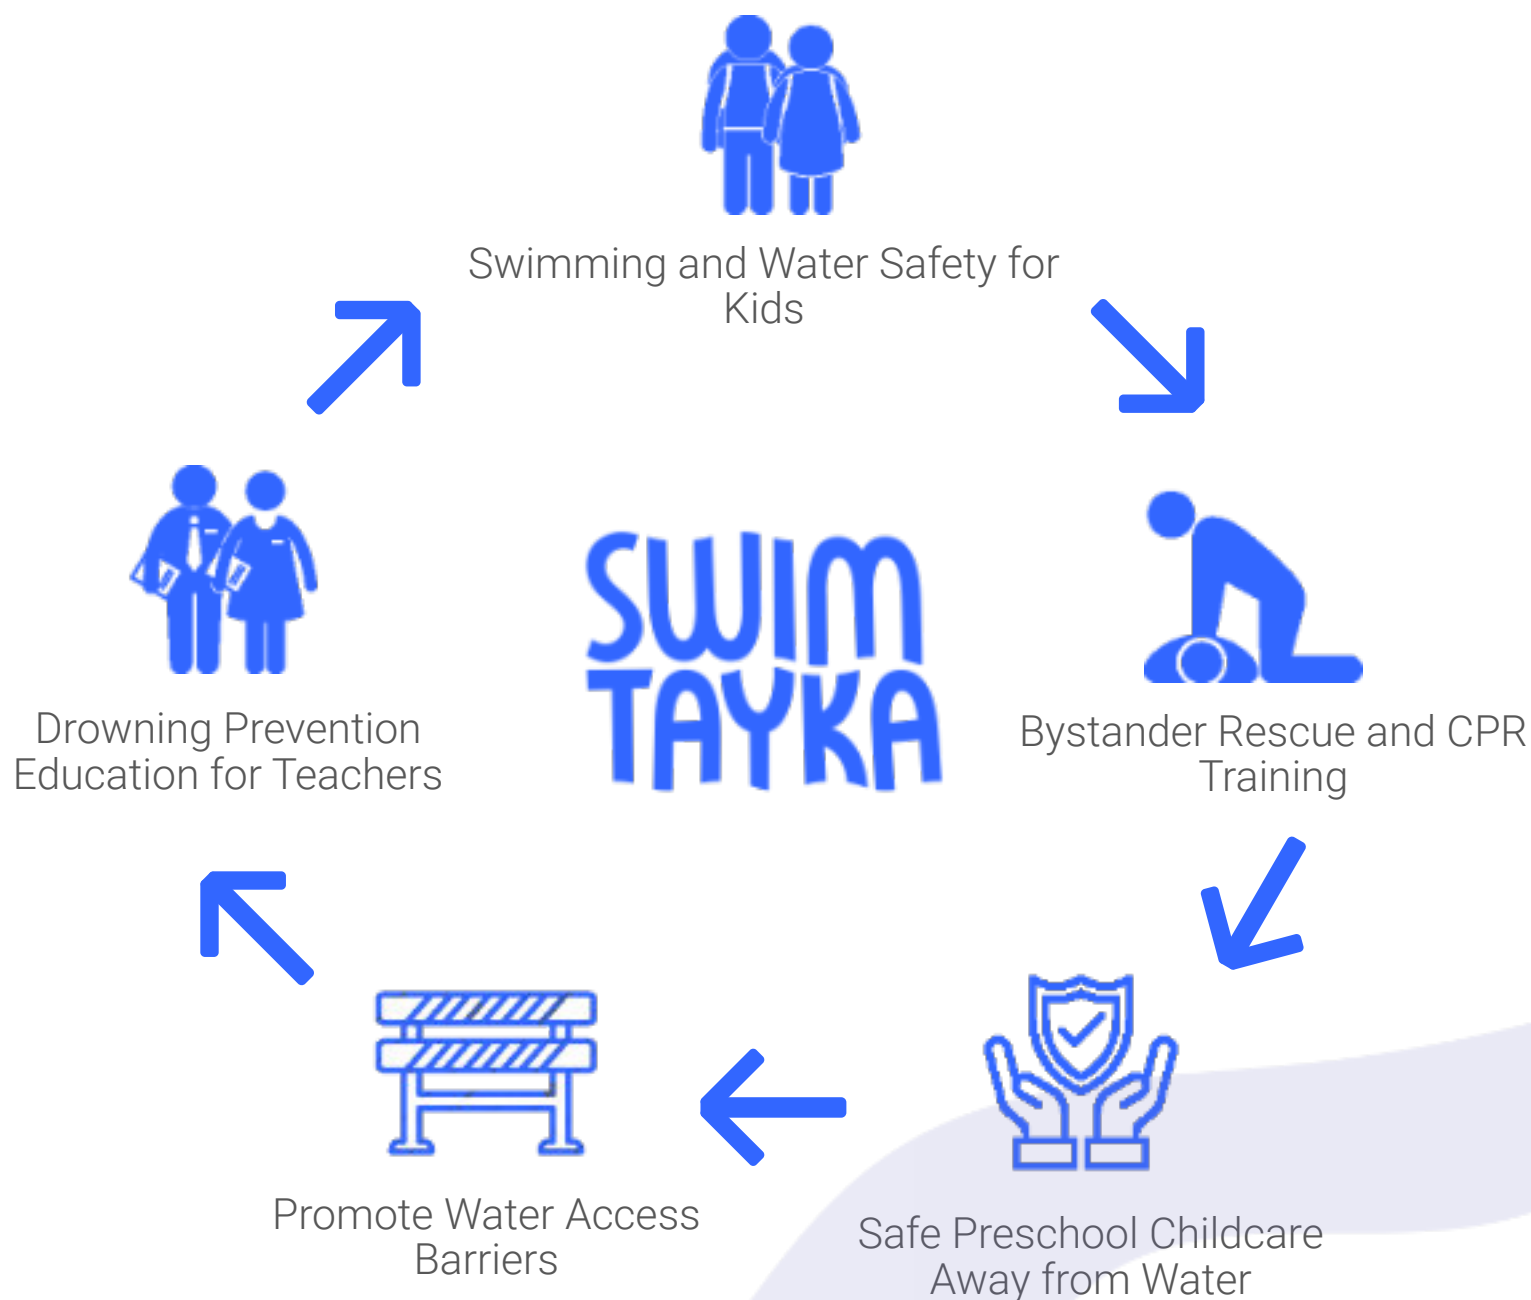 Swimming and Water Safety for
Kids
Drowning Prevention
Education for Teachers
SWIM
TAYKA
Bystander Rescue and CPR
Training
Promote Water Access
Barriers
Safe Preschool Childcare
Away from Water